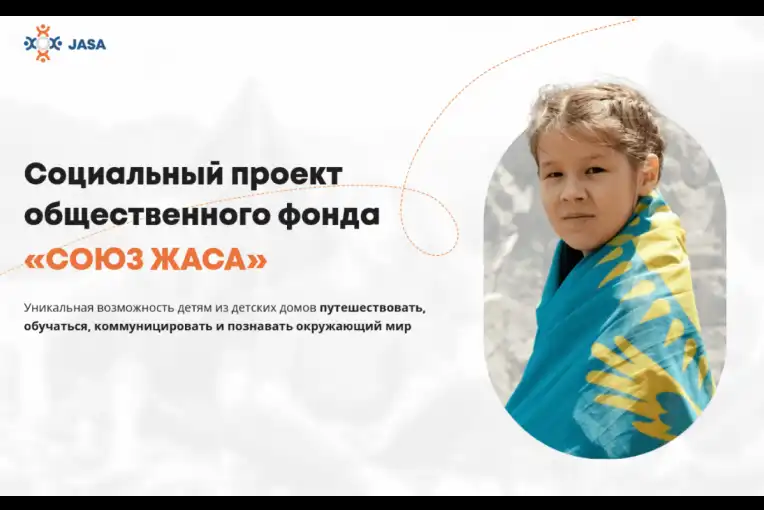 JASA
Социальный проект
общественного фонда
«СОЮЗ ЖАСА»
Уникальная возможность детям из детских домов путешествовать,
обучаться, коммуницировать и познавать окружающий мир